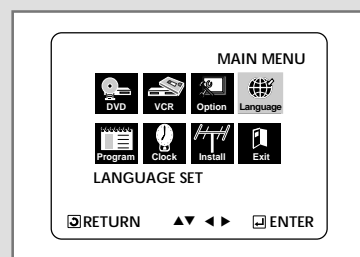 MAIN MENU
DVD VCR Option Language
Program Clock Install Exit
LANGUAGE SET
RETURN ▲▼ ◄ ► ENTER